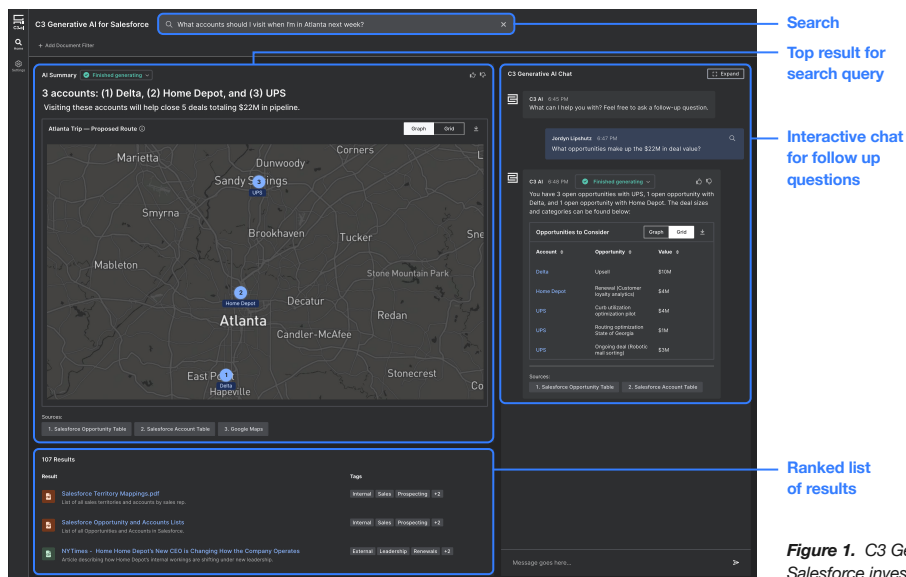 C3 Generative AI for Salesforce
What accounts should I visit when I'm in Atlanta next week?
Search
C3.ai
Home
+ Add Document Filter
Settings
Top result for
search query
AI Summary
Finished generating
3 accounts: (1) Delta, (2) Home Depot, and (3) UPS
Visiting these accounts will help close 5 deals totaling $22M in pipeline.
Atlanta Trip — Proposed Route
Graph
Grid
Marietta
Dunwoody
Corners
L
Sandy Springs
3
UPS
Smyrna
Brookhaven
Tucker
Sne
Mableton
Stone Mountain Park
2
Home Depot
Decatur
Redan
Atlanta
Candler-McAfee
East Point
1
Delta
Hapeville
Stonecrest
Co
Sources:
1. Salesforce Opportunity Table
2. Salesforce Account Table
3. Google Maps
C3 Generative AI Chat
Expand
C3 AI 6:45 PM
What can I help you with? Feel free to ask a follow-up question.
Jordyn Lipshutz 6:47 PM
What opportunities make up the $22M in deal value?
Interactive chat
for follow up
questions
C3 AI 6:48 PM
Finished generating
You have 3 open opportunities with UPS, 1 open opportunity with
Delta, and 1 open opportunity with Home Depot. The deal sizes
and categories can be found below:
Opportunities to Consider
Graph
Grid
Account
Opportunity
Value
Delta
Upsell
$10M
Home Depot
Renewal (Customer
loyalty analytics)
$4M
UPS
Curb utilization
optimization pilot
$4M
UPS
Routing optimization
State of Georgia
$1M
UPS
Ongoing deal (Robotic
mail sorting)
$3M
Sources:
1. Salesforce Opportunity Table
2. Salesforce Account Table
107 Results
Result
Tags
Salesforce Territory Mappings.pdf
List of all sales territories and accounts by sales rep.
Internal
Sales
Prospecting
+2
Salesforce Opportunity and Accounts Lists
List of all Opportunities and Accounts in Salesforce.
Internal
Sales
Prospecting
+2
NYTimes - Home Home Depot's New CEO is Changing How the Company Operates
Article describing how Home Depot's internal workings are shifting under new leadership.
External
Leadership
Renewals
+2
Message goes here...
Ranked list
of results
Figure 1. C3 Ge
Salesforce inves